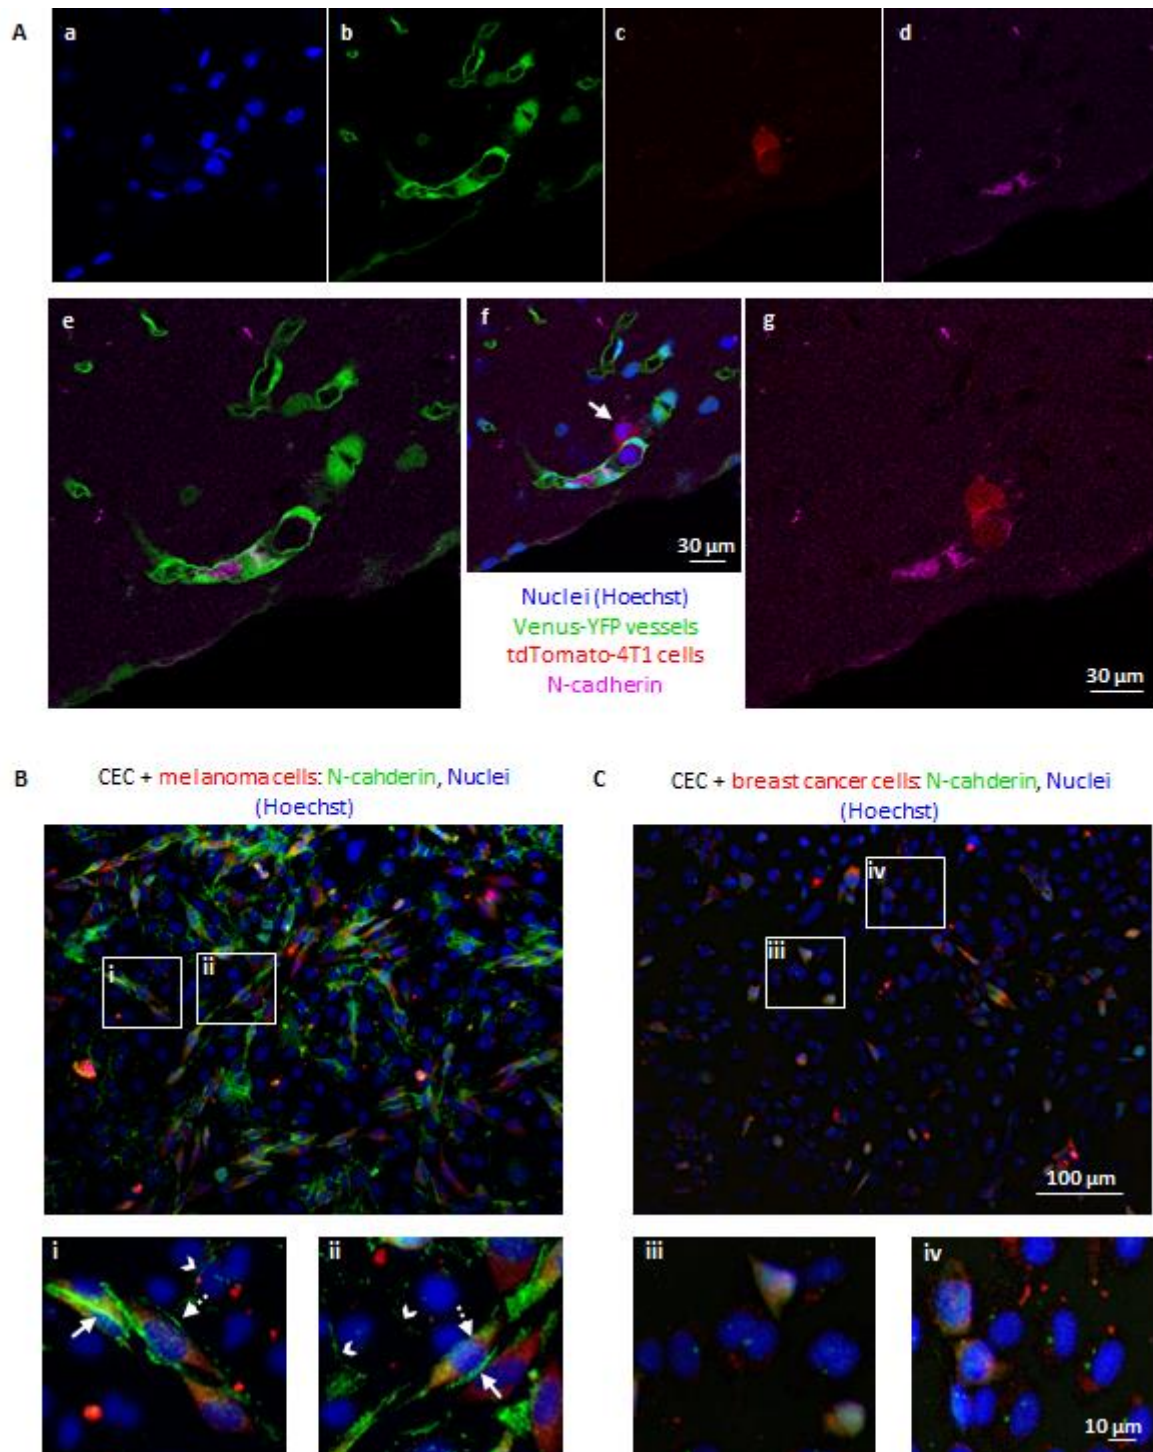 A
a
b
c
d
e
f
g
30 µm
30 µm
Nuclei (Hoechst)
Venus-YFP vessels
tdTomato-4T1 cells
N-cadherin
B
CEC + melanoma cells: N-cahderin, Nuclei
(Hoechst)
C
CEC + breast cancer cells: N-cahderin, Nuclei
(Hoechst)
i
ii
iii
iv
100 µm
i
ii
iii
iv
10 µm